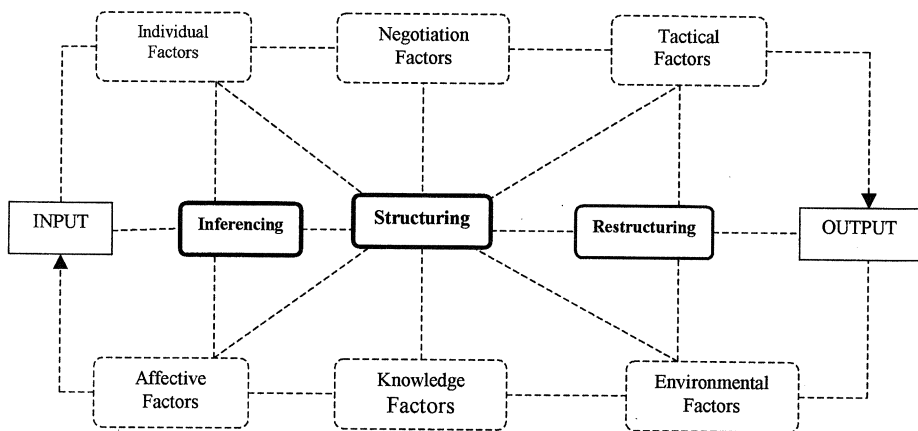 Individual
Factors
Negotiation
Factors
Tactical
Factors
INPUT
Inferencing
Structuring
Restructuring
OUTPUT
Affective
Factors
Knowledge
Factors
Environmental
Factors